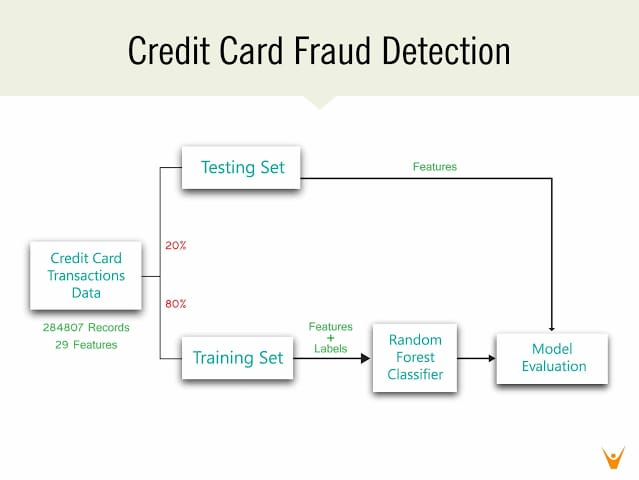 Credit Card Fraud Detection
Testing Set
Features
20%
Credit Card
Transactions
Data
284807 Records
29 Features
80%
Training Set
Features
+
Labels
Random
Forest
Classifier
Model
Evaluation